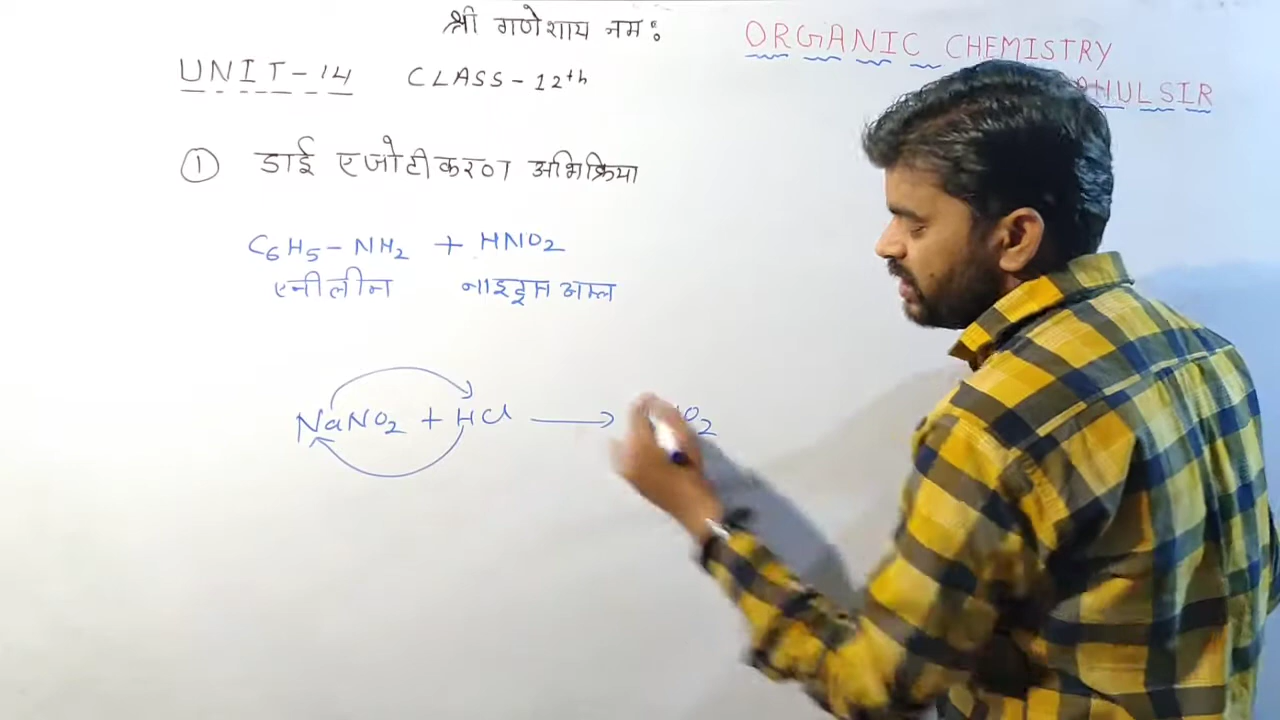 श्री गणेशाय नमः
ORGANIC CHEMISTRY
UNIT-14 CLASS-12th
SIR
① डाई एजोटीकरण अभिक्रिया
C6H5-NH2 + HNO2
एनीलीन नाइट्रस अम्ल
NaNO2 + HCl →